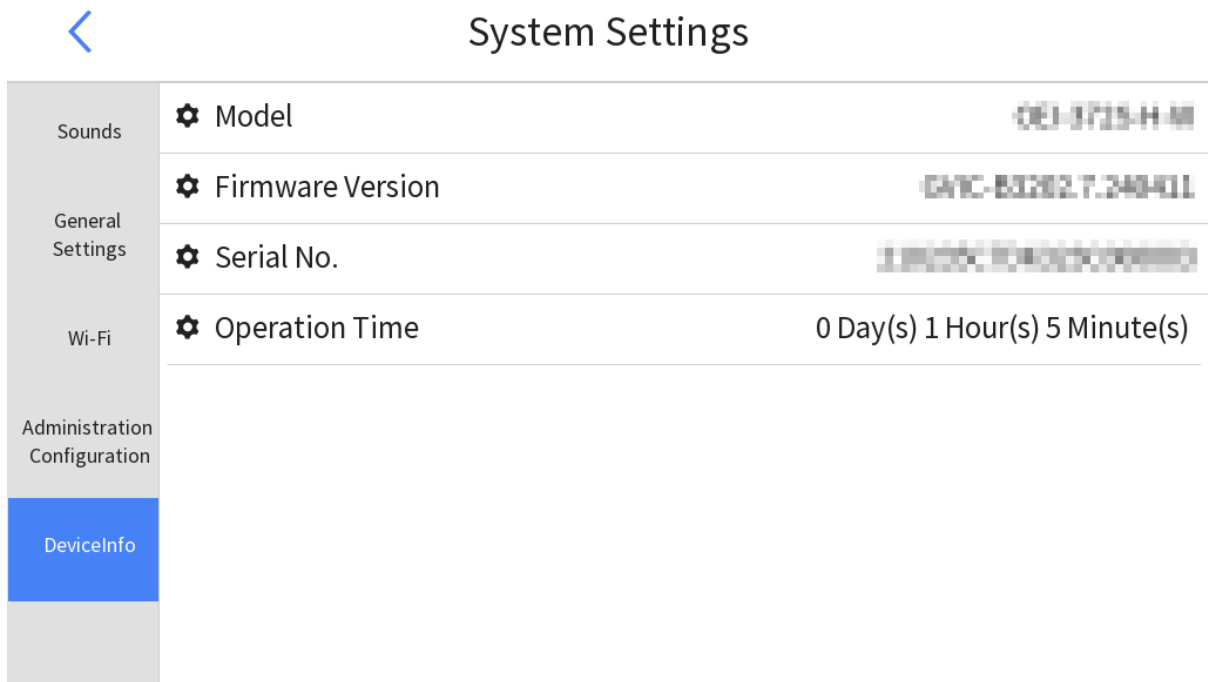 System Settings
Sounds
General
Settings
Wi-Fi
Administration
Configuration
DeviceInfo
Model
Firmware Version
Serial No.
Operation Time 0 Day(s) 1 Hour(s) 5 Minute(s)